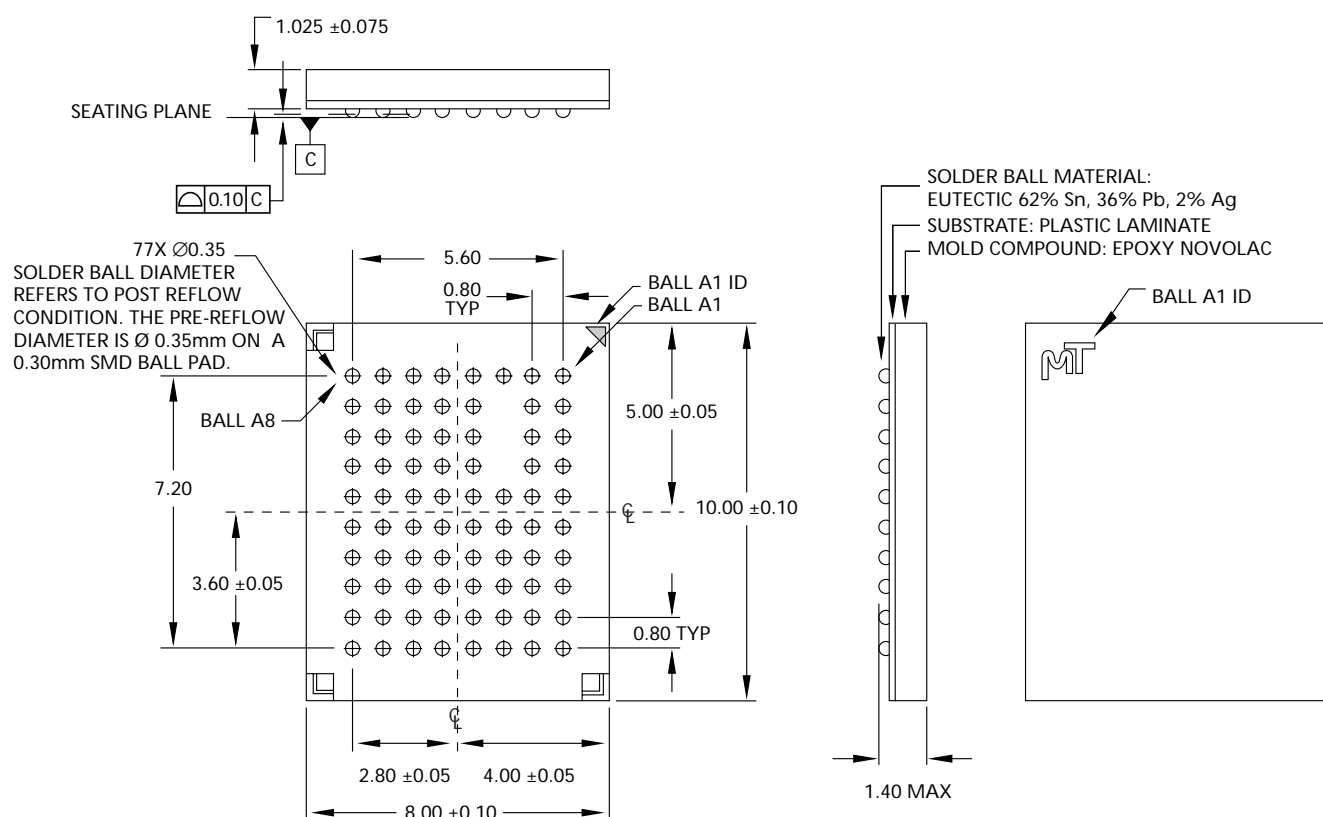 1.025 ±0.075
SEATING PLANE
C
0.10 C
SOLDER BALL MATERIAL:
EUTECTIC 62% Sn, 36% Pb, 2% Ag
SUBSTRATE: PLASTIC LAMINATE
MOLD COMPOUND: EPOXY NOVOLAC
77X Ø0.35
SOLDER BALL DIAMETER
REFERS TO POST REFLOW
CONDITION. THE PRE-REFLOW
DIAMETER IS Ø 0.35mm ON A
0.30mm SMD BALL PAD.
5.60
0.80
TYP
BALL A1 ID
BALL A1
BALL A1 ID
MT
BALL A8
5.00 ±0.05
7.20
10.00 ±0.10
CL
3.60 ±0.05
0.80 TYP
CL
2.80 ±0.05
4.00 ±0.05
1.40 MAX
8.00 ±0.10